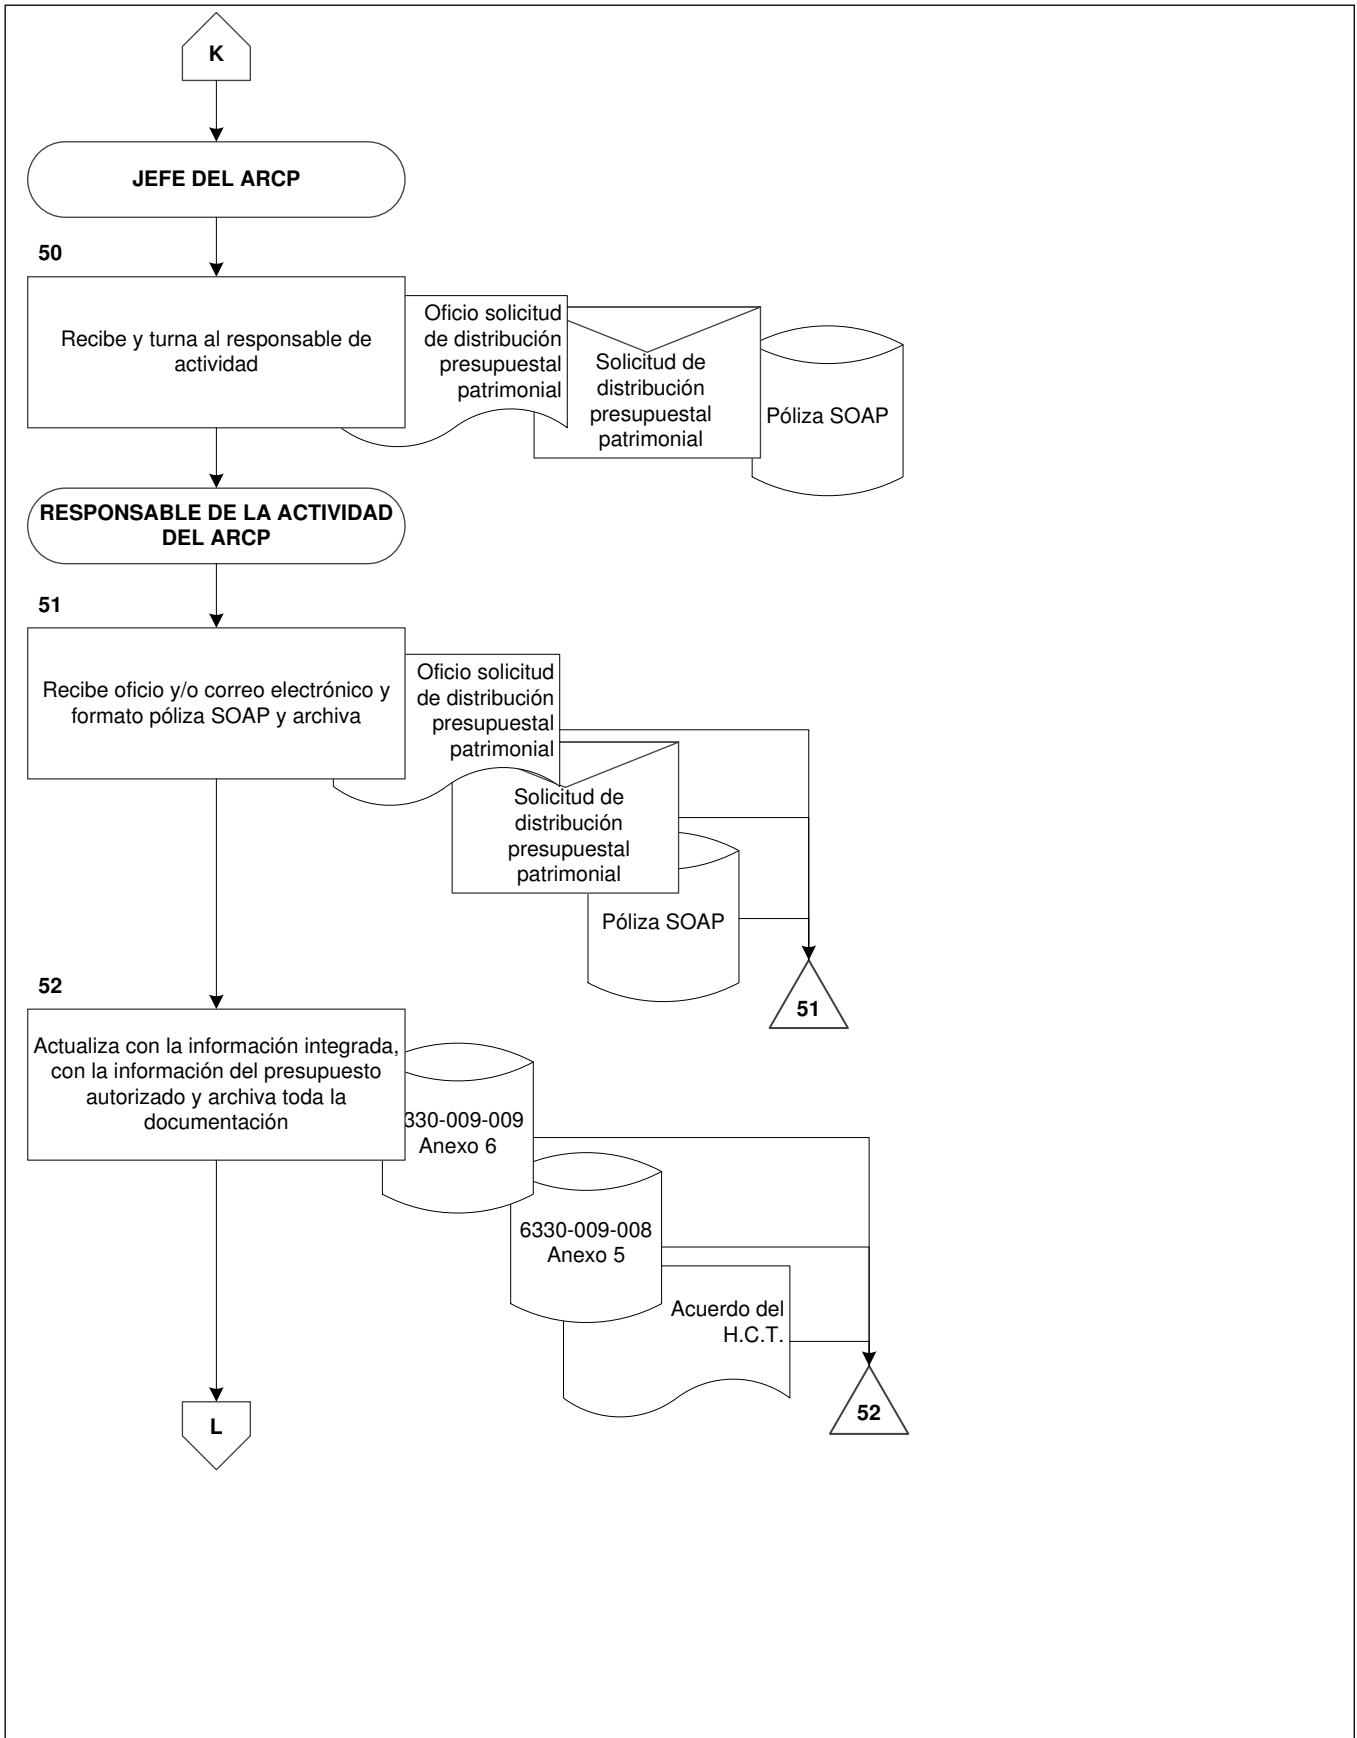 K
JEFE DEL ARCP
50
Recibe y turna al responsable de
actividad
Oficio solicitud
de distribución
presupuestal
patrimonial
Solicitud de
distribución
presupuestal
patrimonial
Póliza SOAP
RESPONSABLE DE LA ACTIVIDAD
DEL ARCP
51
Recibe oficio y/o correo electrónico y
formato póliza SOAP y archiva
Oficio solicitud
de distribución
presupuestal
patrimonial
Solicitud de
distribución
presupuestal
patrimonial
Póliza SOAP
51
52
Actualiza con la información integrada,
con la información del presupuesto
autorizado y archiva toda la
documentación
330-009-009
Anexo 6
6330-009-008
Anexo 5
Acuerdo del
H.C.T.
52
L